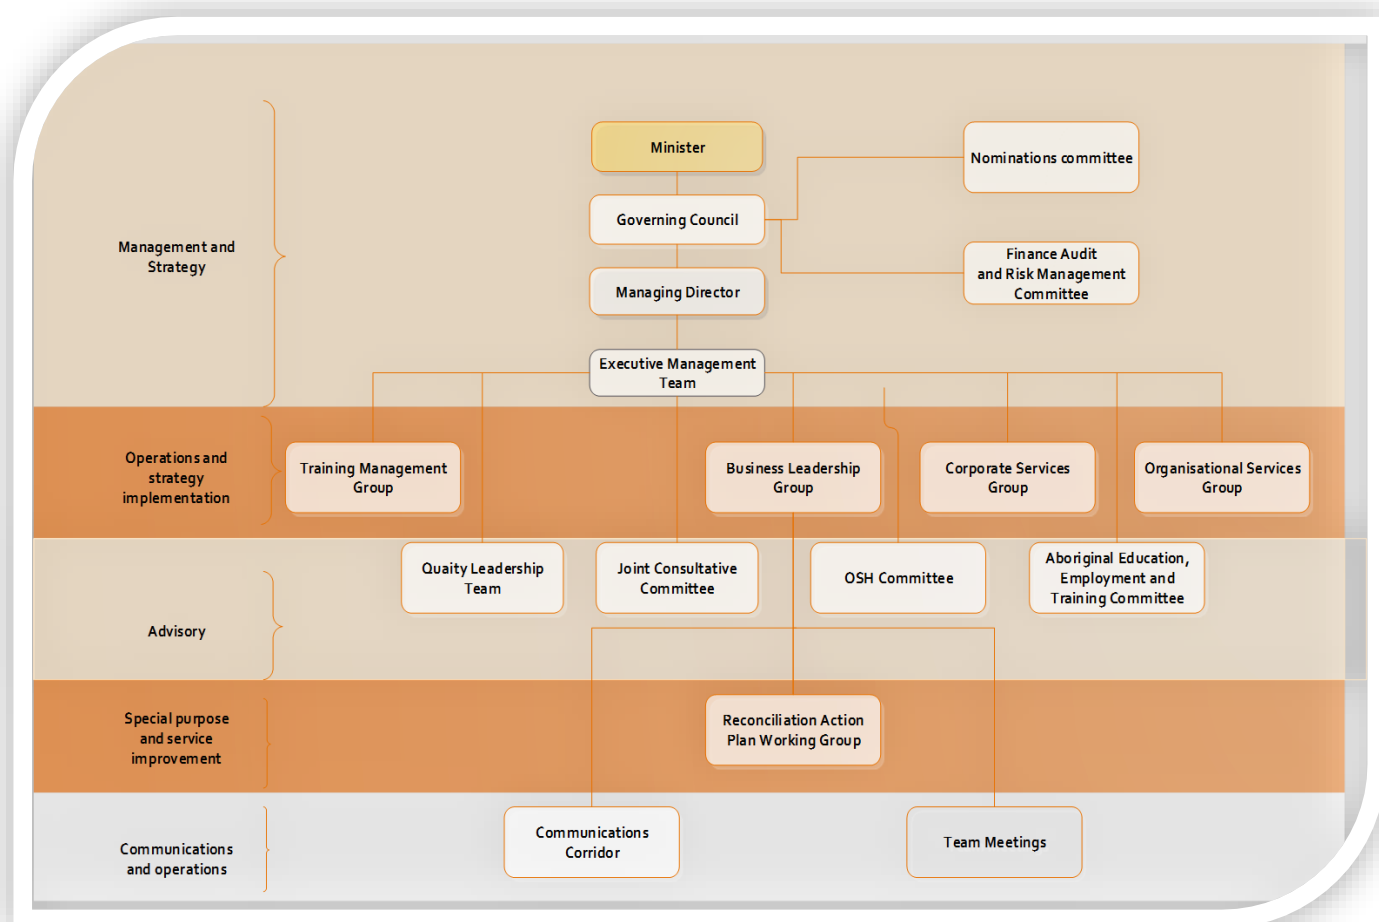 Minister
Nominations committee
Governing Council
Management and
Strategy
Finance Audit
and Risk Management
Committee
Managing Director
Executive Management
Team
Operations and
strategy
implementation
Training Management
Group
Business Leadership
Group
Corporate Services
Group
Organisational Services
Group
Quaity Leadership
Team
Joint Consultative
Committee
OSH Committee
Aboriginal Education,
Employment and
Training Committee
Advisory
Special purpose
and service
improvement
Reconciliation Action
Plan Working Group
Communications
and operations
Communications
Corridor
Team Meetings